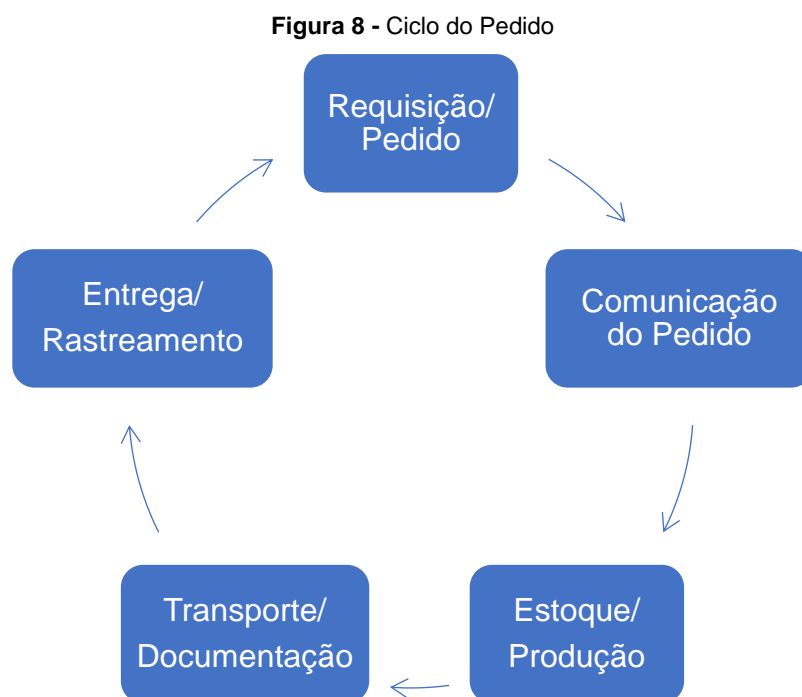 Figura 8 - Ciclo do Pedido
Requisição/
Pedido
Comunicação
do Pedido
Estoque/
Produção
Transporte/
Documentação
Entrega/
Rastreamento